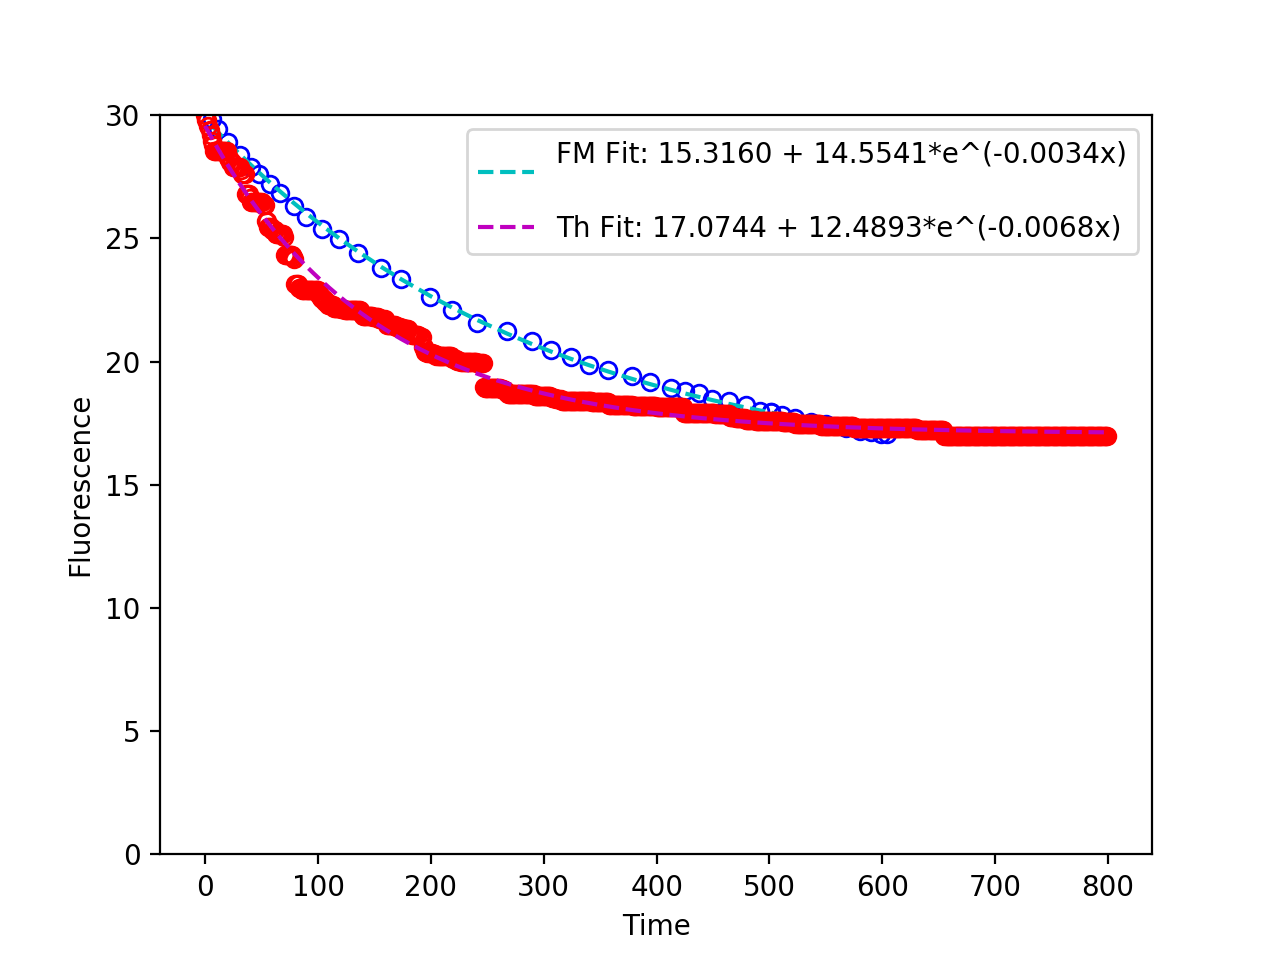 30
25
20
15
10
5
0
Fluorescence
FM Fit: 15.3160 + 14.5541*e^(-0.0034x)
Th Fit: 17.0744 + 12.4893*e^(-0.0068x)
0 100 200 300 400 500 600 700 800
Time